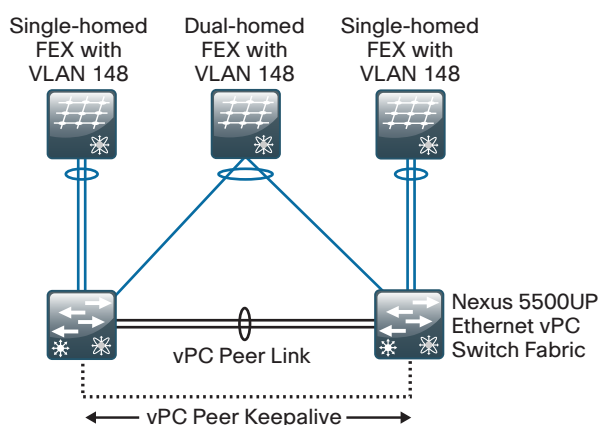 Single-homed
FEX with
VLAN 148
Dual-homed
FEX with
VLAN 148
Single-homed
FEX with
VLAN 148
Nexus 5500UP
Ethernet vPC
Switch Fabric
vPC Peer Link
vPC Peer Keepalive